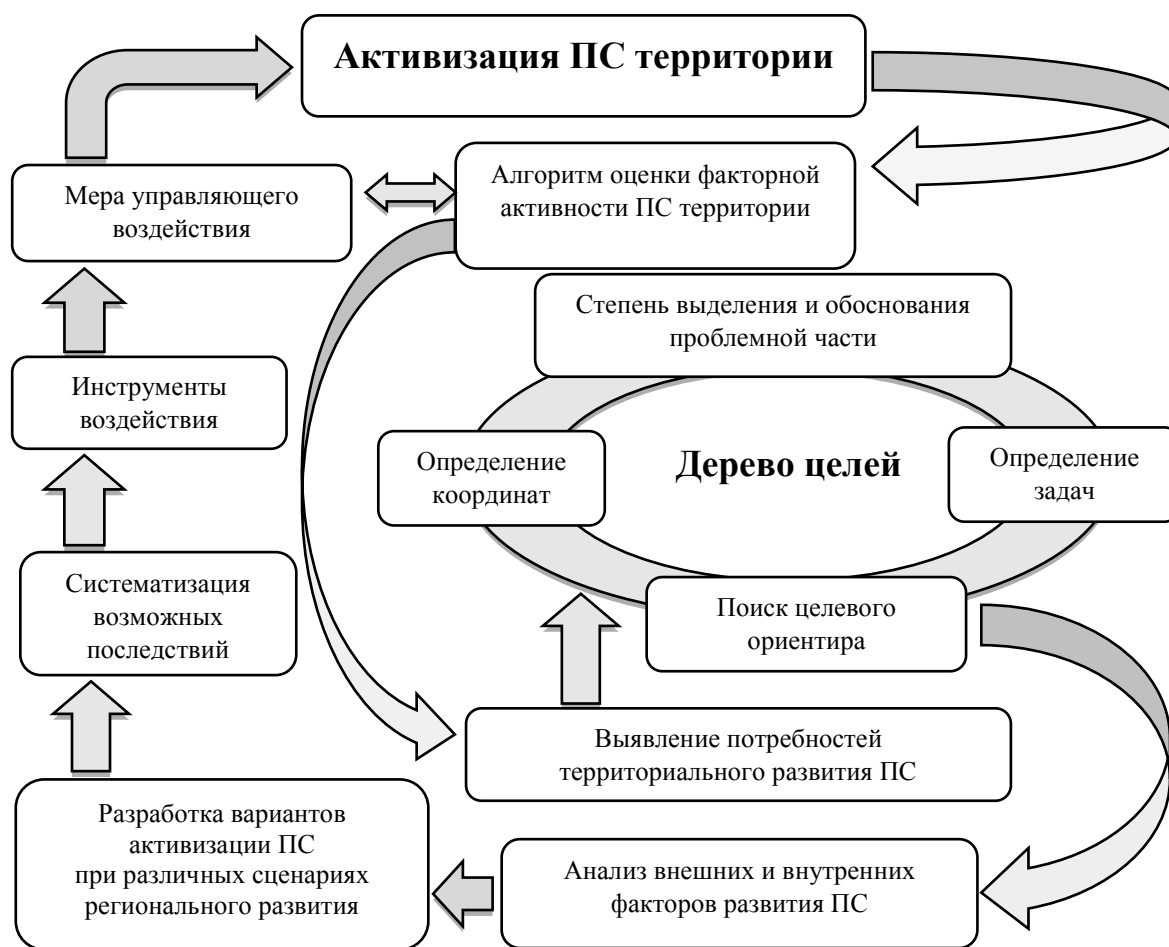 Активизация ПС территории
Алгоритм оценки факторной
активности ПС территории
Мера управляющего
воздействия
Степень выделения и обоснования
проблемной части
Инструменты
воздействия
Определение
координат
Дерево целей
Определение
задач
Систематизация
возможных
последствий
Поиск целевого
ориентира
Выявление потребностей
территориального развития ПС
Разработка вариантов
активизации ПС
при различных сценариях
регионального развития
Анализ внешних и внутренних
факторов развития ПС